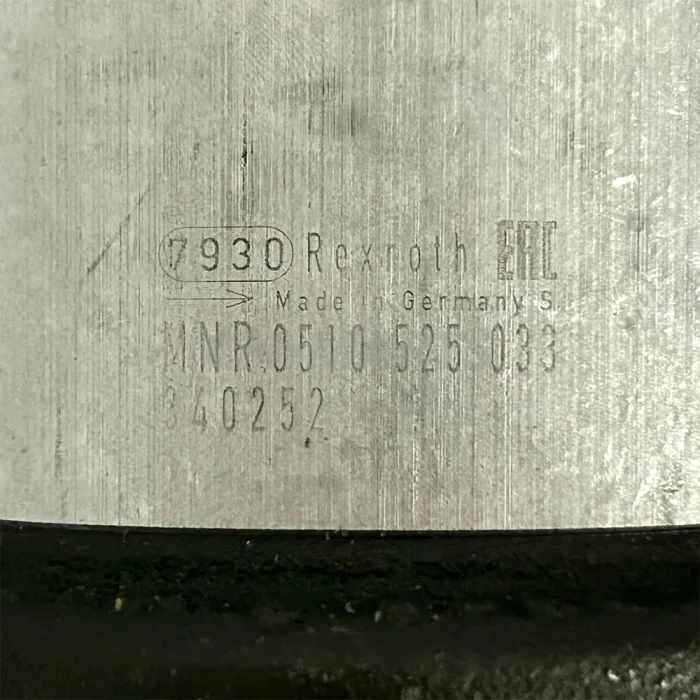 7930 Rexroth EAC
Made in Germany S
MNR.0510 525 033
340252